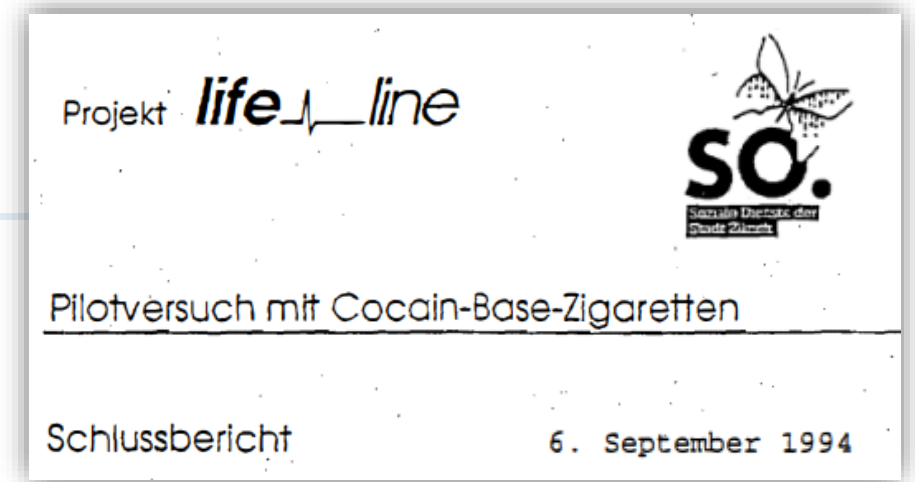 Projekt life line
SO.
Soziale Dienste der
Stadt Zürich
Pilotversuch mit Cocain-Base-Zigaretten
Schlussbericht
6. September 1994